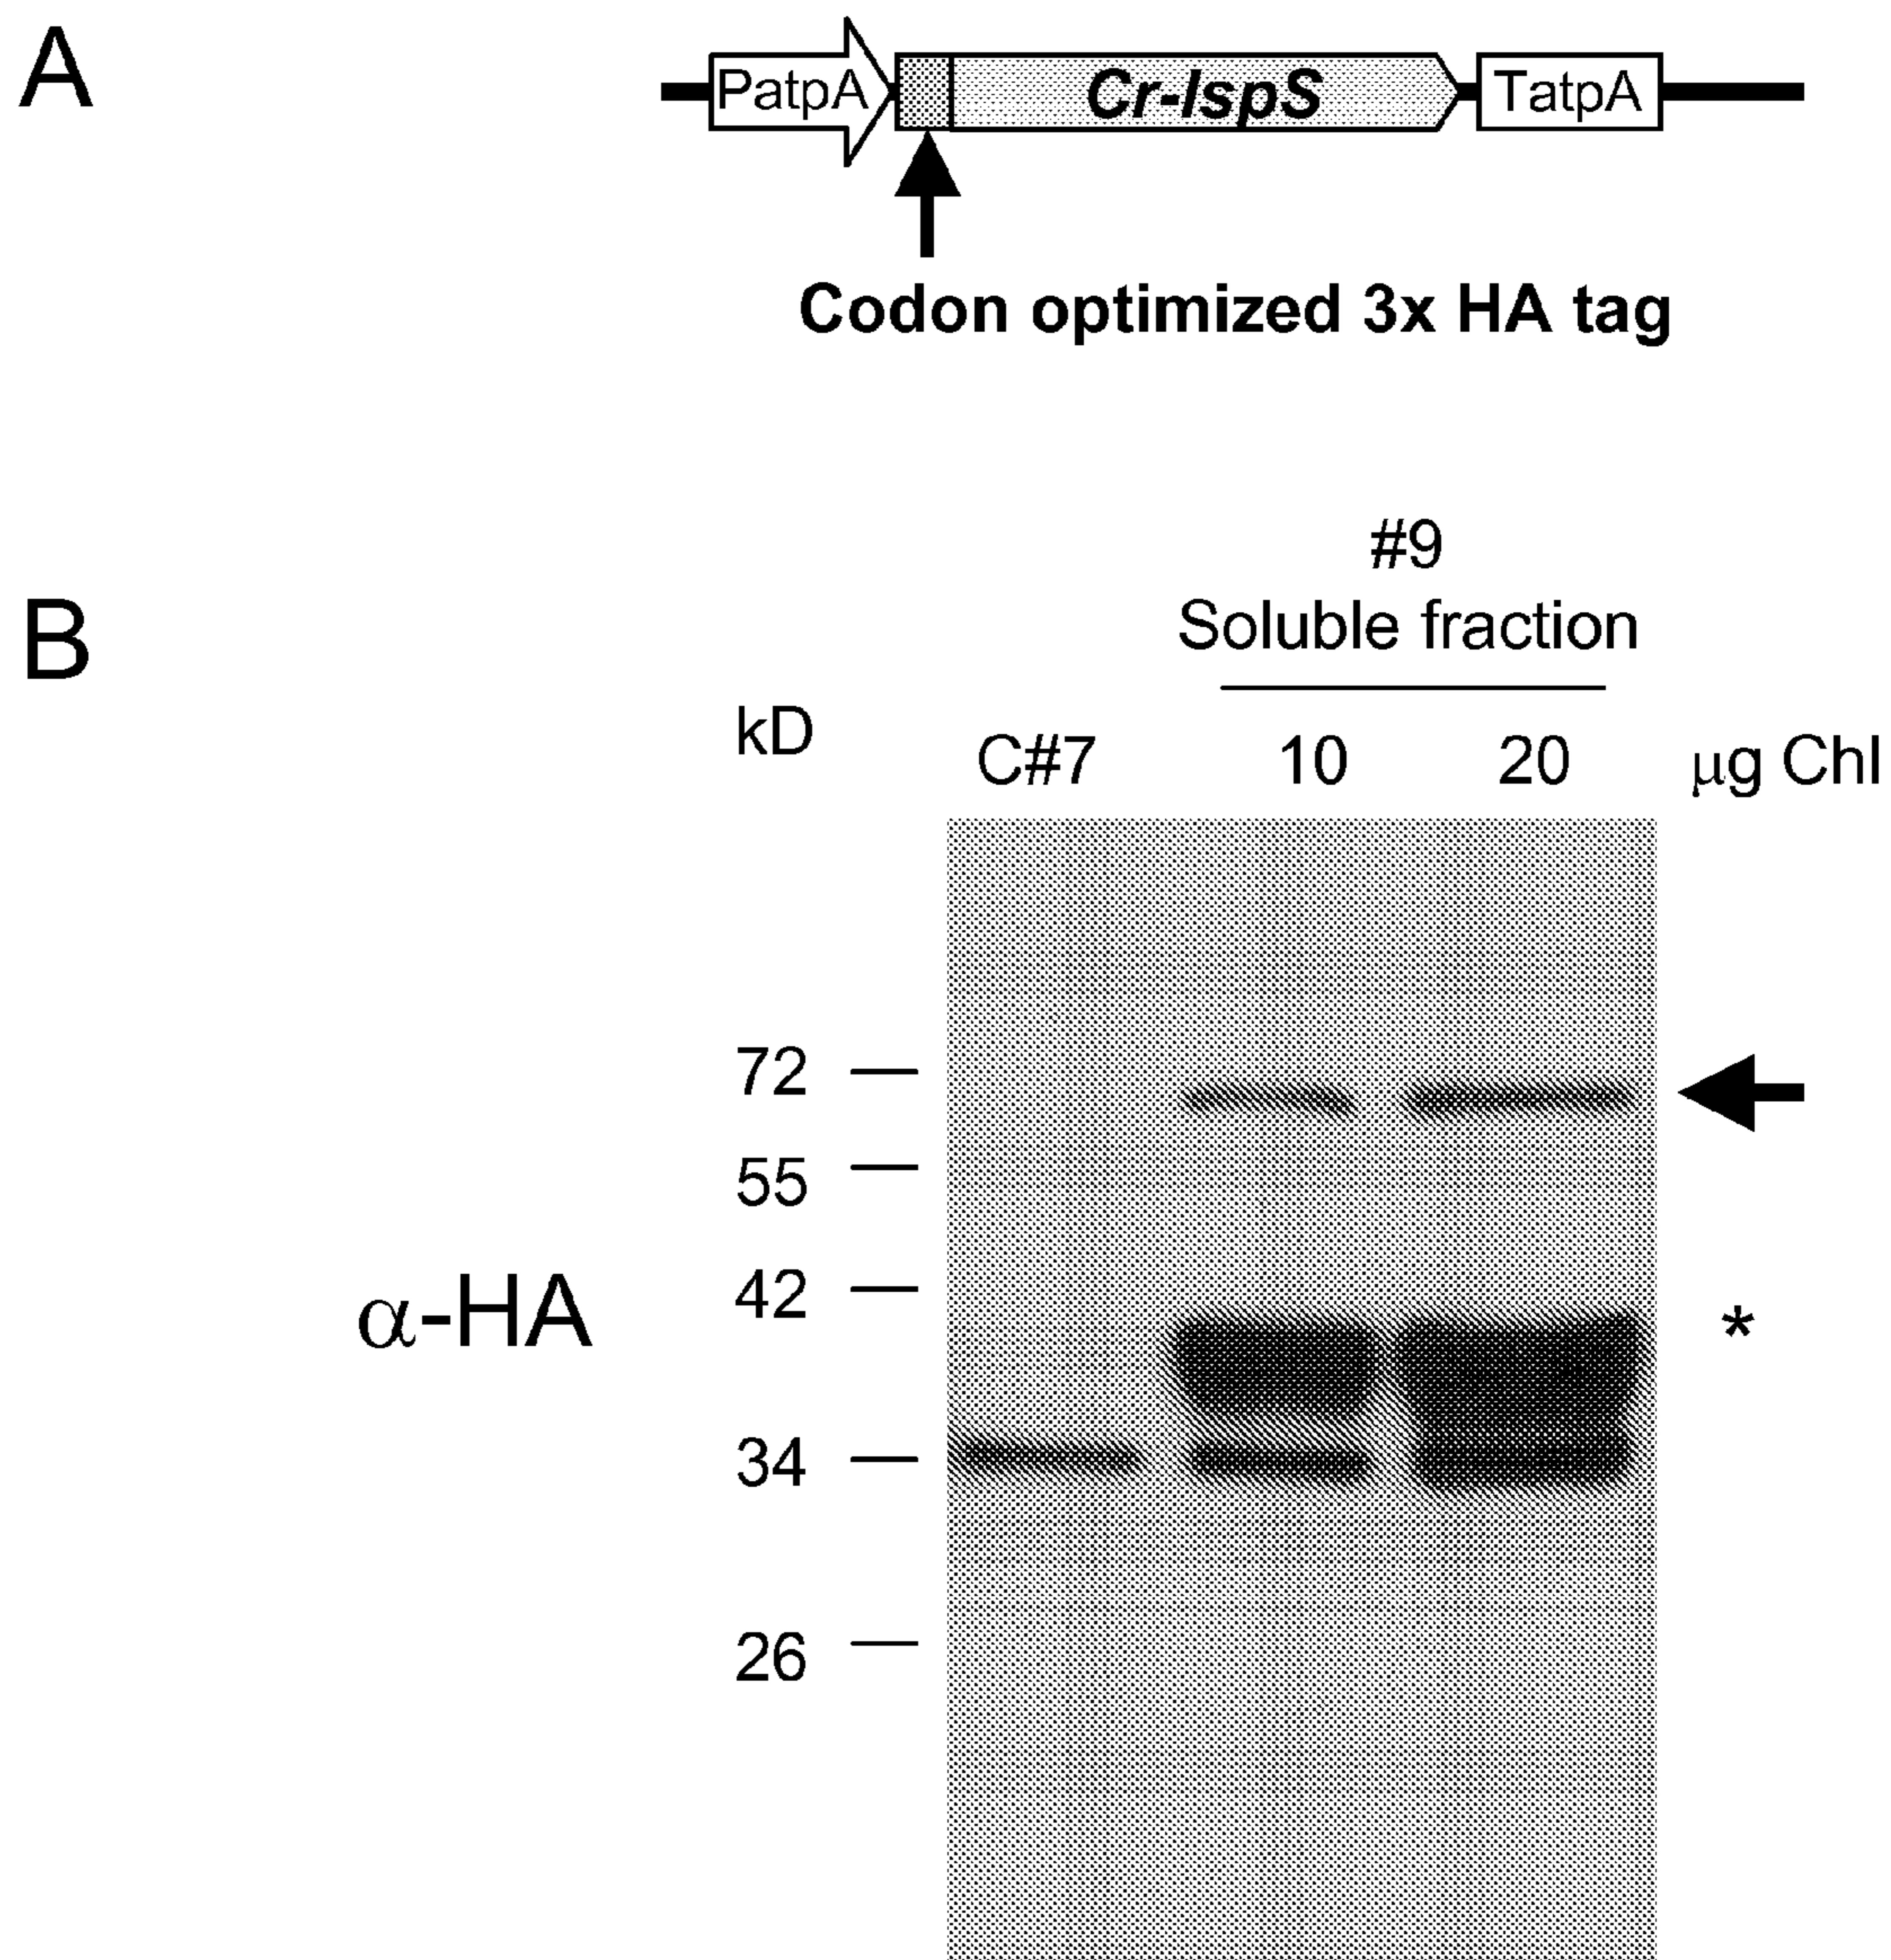 A
PatpA Cr-IspS TatpA
Codon optimized 3x HA tag
B
#9
Soluble fraction
kD C#7 10 20 μg Chl
72
55
α-HA 42 *
34
26